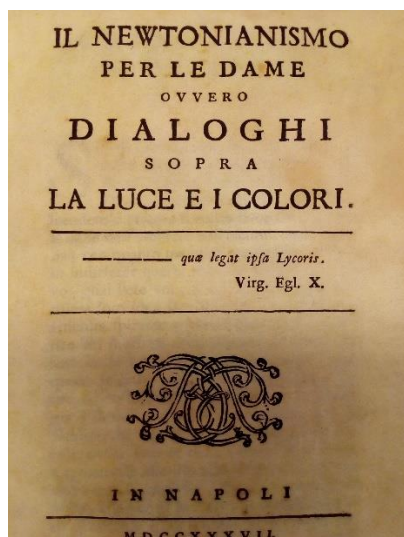 IL NEWTONIANISMO
PER LE DAME
OVVERO
DIALOGHI
SOPRA
LA LUCE E I COLORI.
quæ legat ipſa Lycoris.
Virg. Egl. X.
IN NAPOLI
MDCCXXXVII.